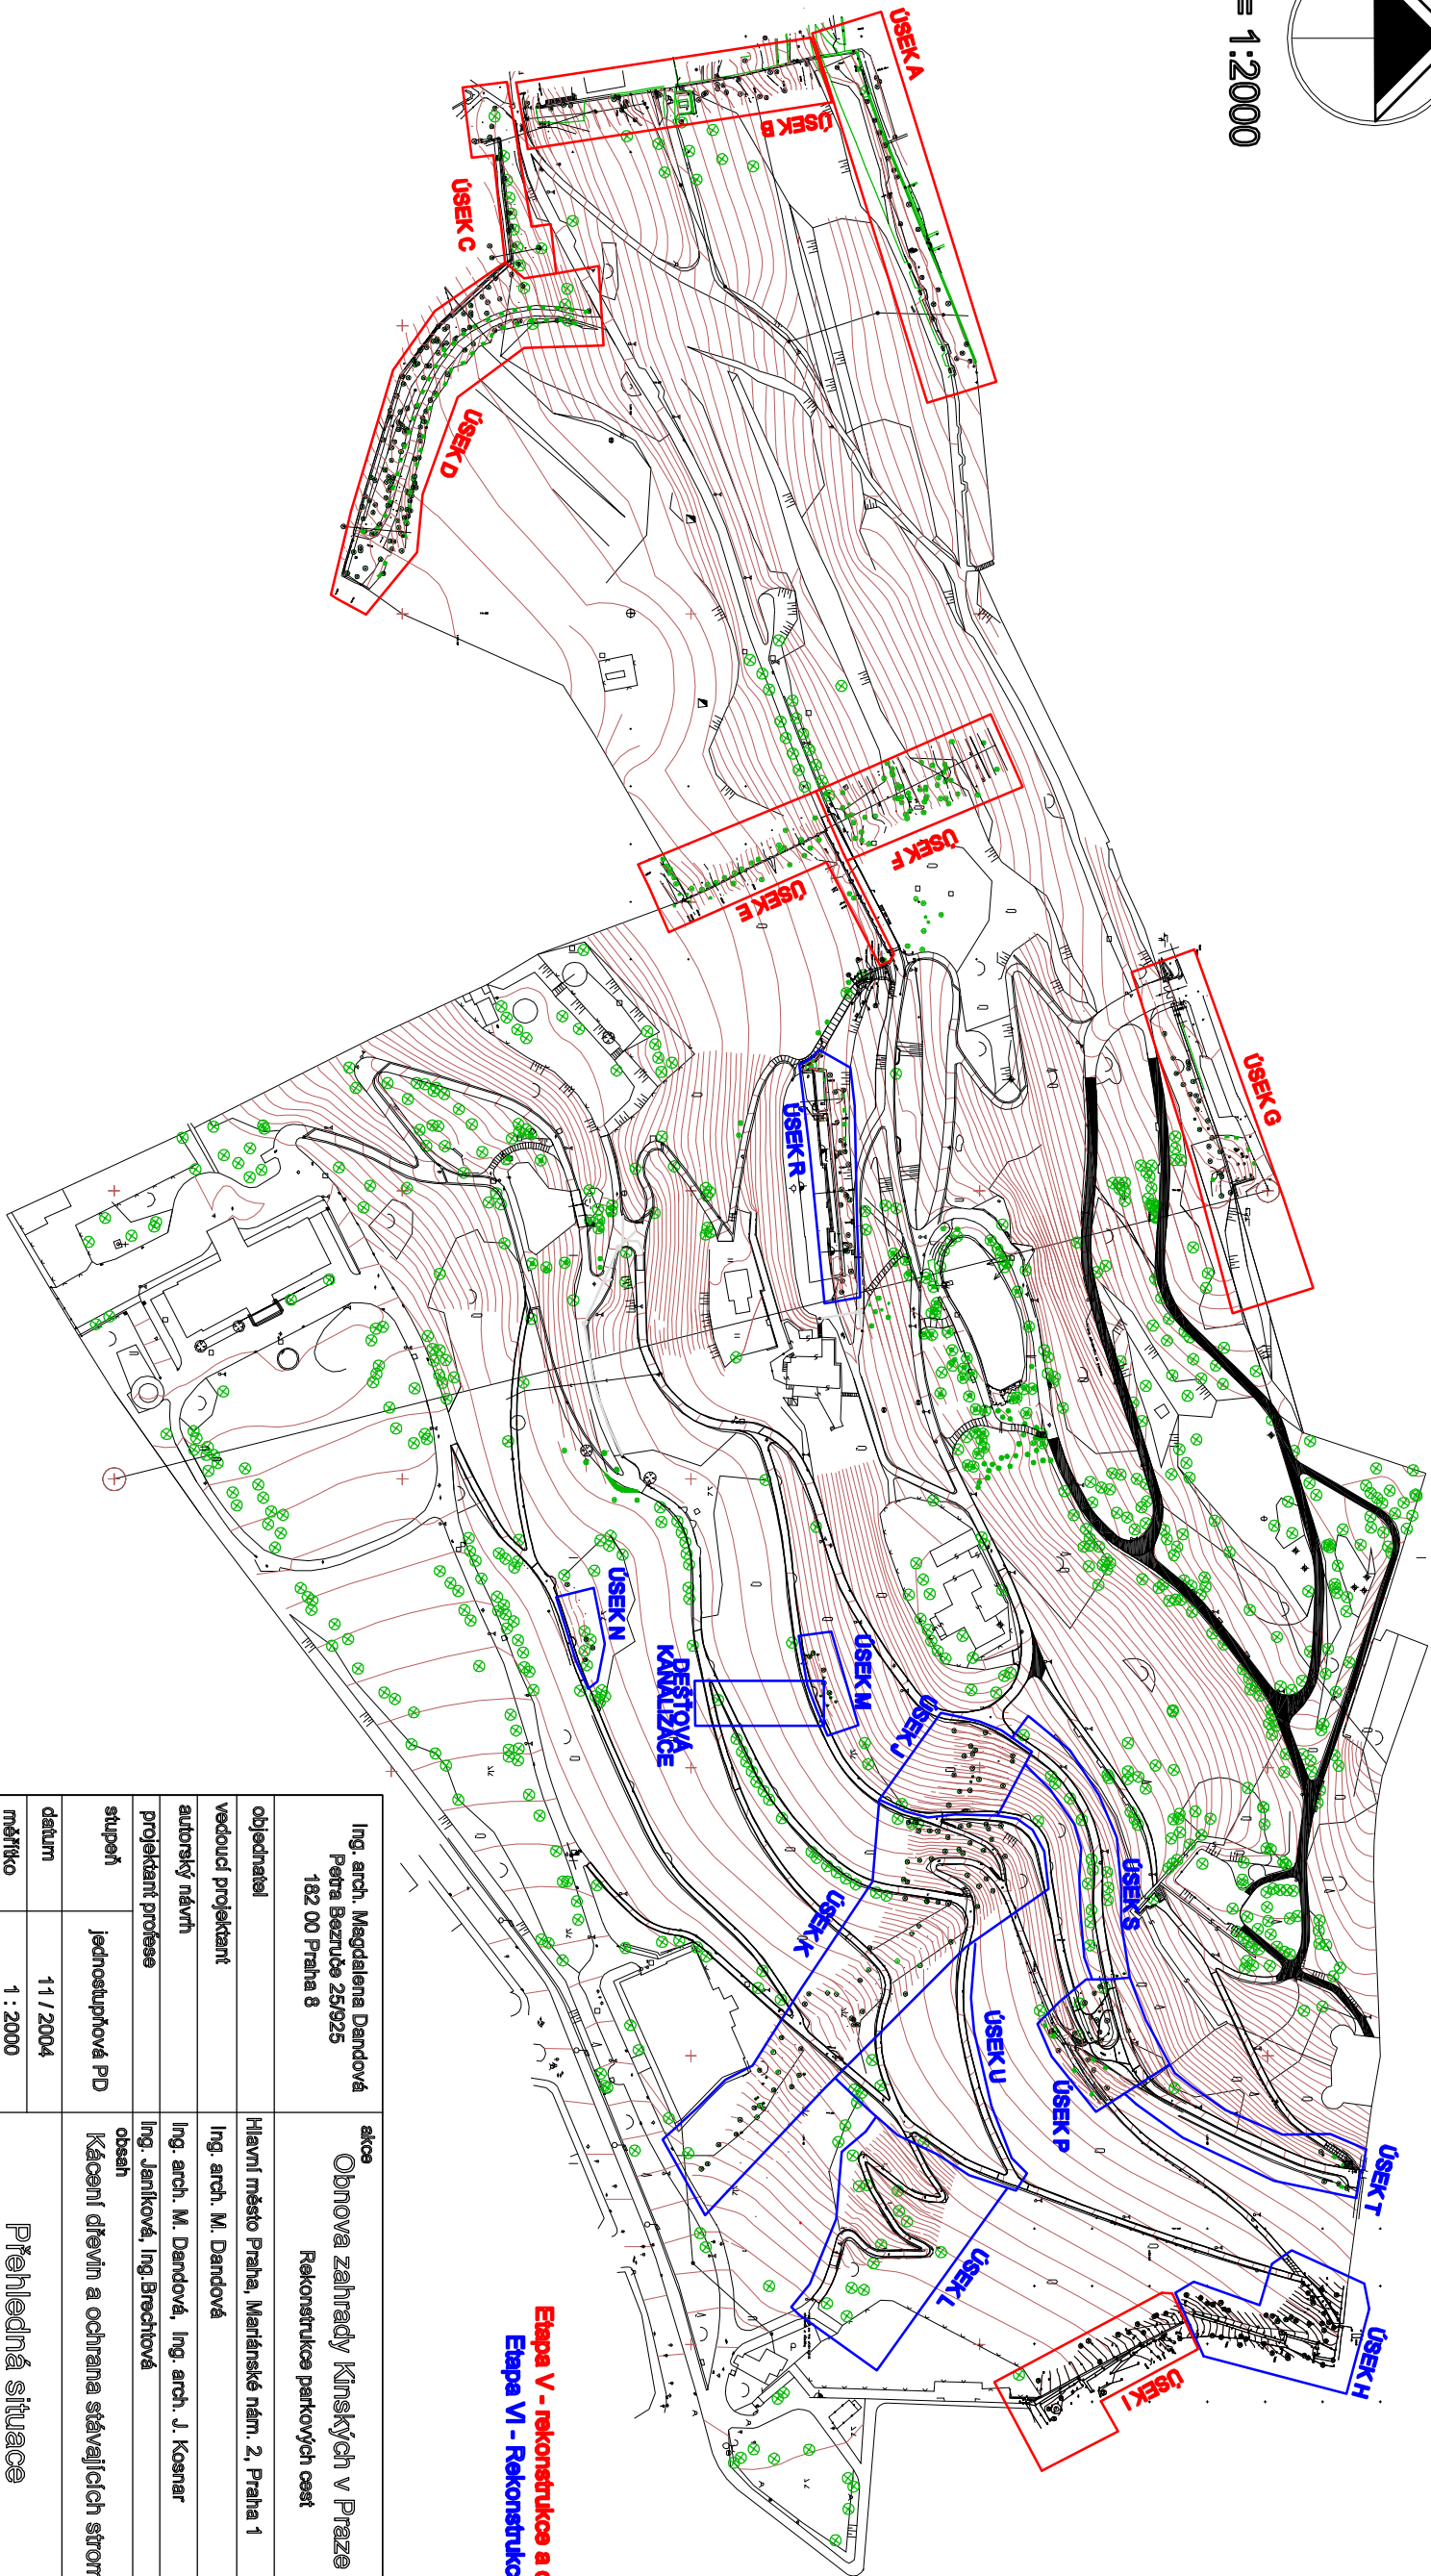 = 1:2000
ÚSEK A
ÚSEK B
ÚSEK C
ÚSEK D
ÚSEK E
ÚSEK F
ÚSEK G
ÚSEK R
ÚSEK N
DEŠŤOVÁ
KANALIZACE
ÚSEK M
ÚSEK J
ÚSEK S
ÚSEK K
ÚSEK U
ÚSEK P
ÚSEK T
ÚSEK L
ÚSEK H
ÚSEK I
Etapa V - rekonstrukce a
Etapa VI - Rekonstrukc
Ing. arch. Magdalena Dandová
Petra Bezruče 25/925
182 00 Praha 8
akce
Obnova zahrady Kinských v Praze
Rekonstrukce parkových cest
objednatel
Hlavní město Praha, Mariánské nám. 2, Praha 1
vedoucí projektant
Ing. arch. M. Dandová
autorský návrh
Ing. arch. M. Dandová, Ing. arch. J. Kosnar
projektant profese
Ing. Janíková, Ing.Brechtová
stupeň
jednostupňová PD
obsah
Kácení dřevin a ochrana stávajících strom
datum
11 / 2004
Přehledná situace
měřítko
1 : 2000